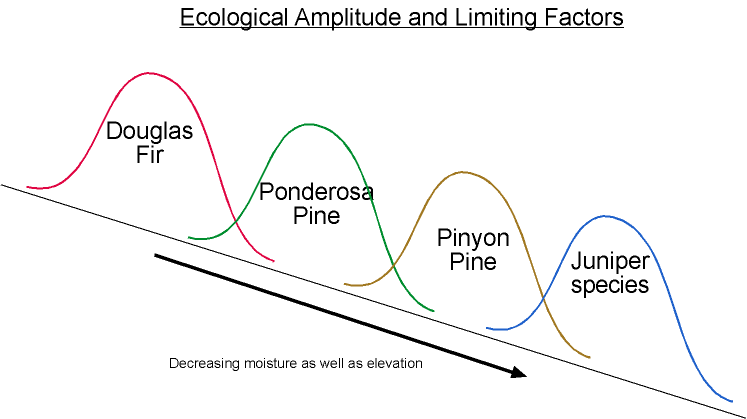 Ecological Amplitude and Limiting Factors
Douglas
Fir
Ponderosa
Pine
Pinyon
Pine
Juniper
species
Decreasing moisture as well as elevation